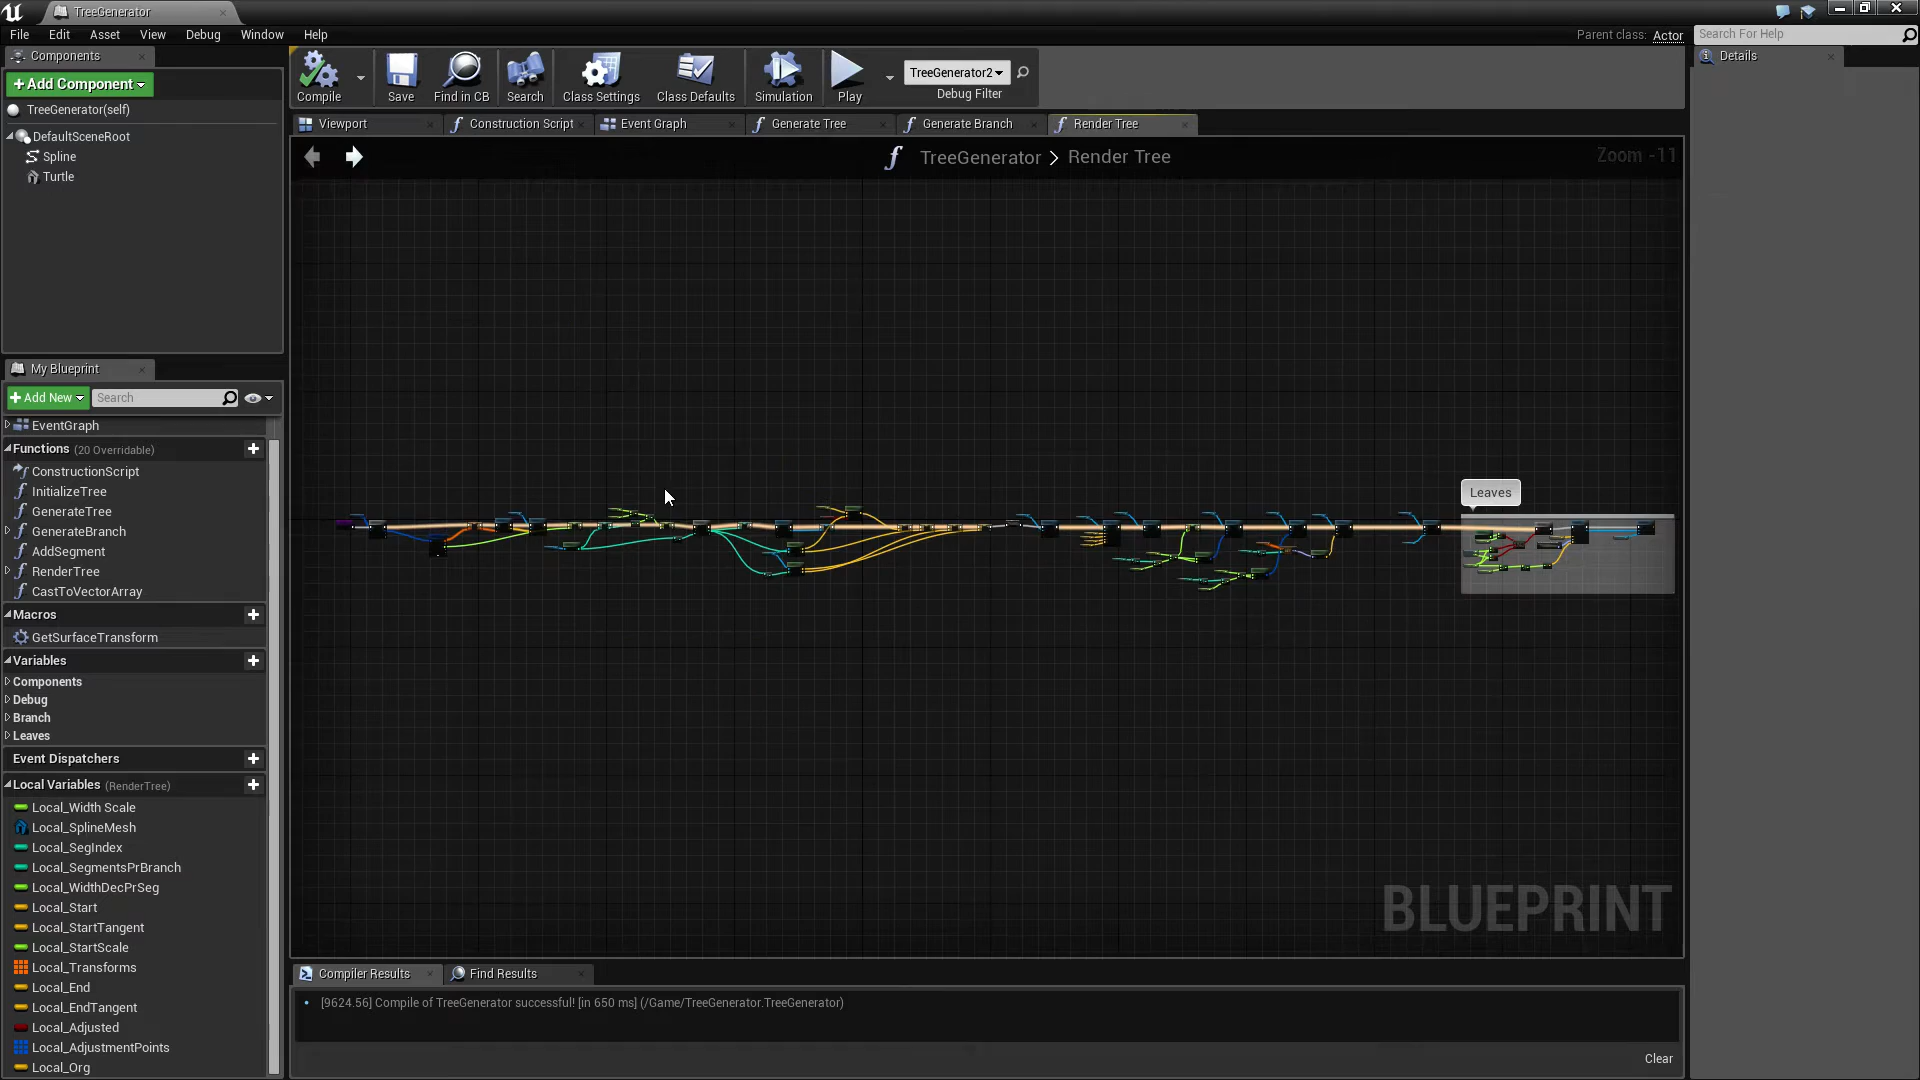 TreeGenerator
File Edit Asset View Debug Window Help
Parent class: Actor
Search For Help
Components
Details
Add Component
TreeGenerator(self)
DefaultSceneRoot
Spline
Turtle
Compile
Save
Find in CB
Search
Class Settings
Class Defaults
Simulation
Play
TreeGenerator2
Debug Filter
Viewport
Construction Script
Event Graph
Generate Tree
Generate Branch
Render Tree
TreeGenerator > Render Tree
Zoom -11
Leaves
BLUEPRINT
My Blueprint
Add New
Search
EventGraph
Functions (20 Overridable)
ConstructionScript
InitializeTree
GenerateTree
GenerateBranch
AddSegment
RenderTree
CastToVectorArray
Macros
GetSurfaceTransform
Variables
Components
Debug
Branch
Leaves
Event Dispatchers
Local Variables (RenderTree)
Local_Width Scale
Local_SplineMesh
Local_SegIndex
Local_SegmentsPrBranch
Local_WidthDecPrSeg
Local_Start
Local_StartTangent
Local_StartScale
Local_Transforms
Local_End
Local_EndTangent
Local_Adjusted
Local_AdjustmentPoints
Local_Org
Compiler Results
Find Results
[9624.56] Compile of TreeGenerator successful! [in 650 ms] (/Game/TreeGenerator.TreeGenerator)
Clear